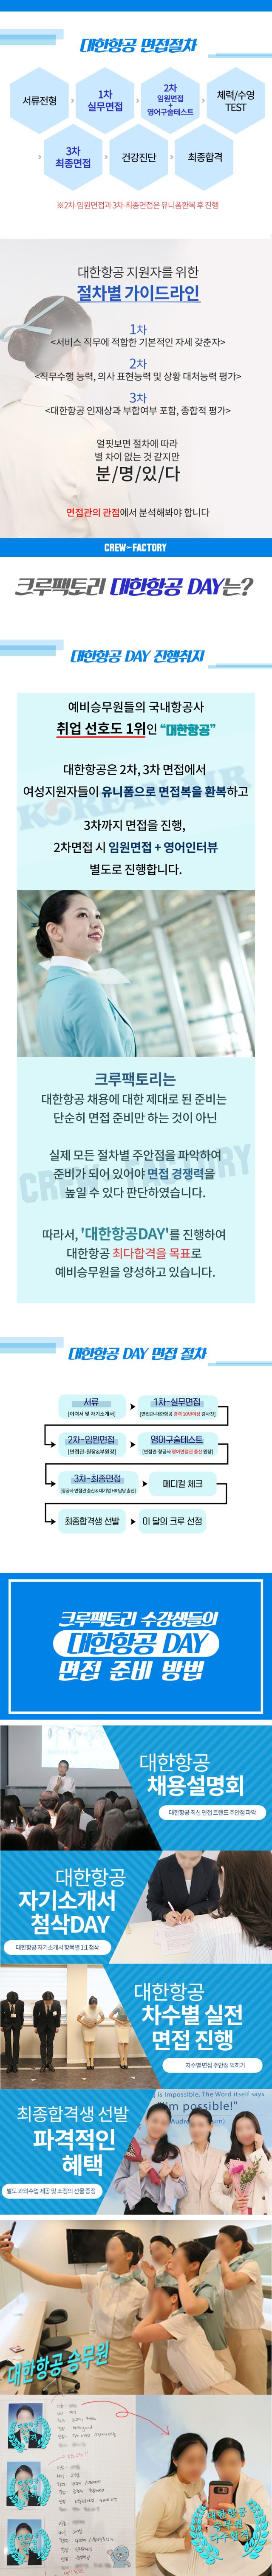 대한항공 면접절차
서류전형
1차
실무면접
2차
임원면접
+
영어구술테스트
체력/수영
TEST
3차
최종면접
건강진단
최종합격
※2차-임원면접과 3차-최종면접은 유니폼환복 후 진행
대한항공 지원자를 위한
절차별 가이드라인
1차
<서비스 직무에 적합한 기본적인 자세 갖춘자>
2차
<직무수행 능력, 의사 표현능력 및 상황 대처능력 평가>
3차
<대한항공 인재상과 부합여부 포함, 종합적 평가>
얼핏보면 절차에 따라
별 차이 없는 것 같지만
분/명/있/다
면접관의 관점에서 분석해봐야 합니다
CREW-FACTORY
크루팩토리 대한항공 DAY는?
대한항공 DAY 진행취지
예비승무원들의 국내항공사
취업 선호도 1위인 “대한항공”
대한항공은 2차, 3차 면접에서
여성지원자들이 유니폼으로 면접복을 환복하고
3차까지 면접을 진행,
2차면접 시 임원면접 + 영어인터뷰
별도로 진행합니다.
크루팩토리는
대한항공 채용에 대한 제대로 된 준비는
단순히 면접 준비만 하는 것이 아닌
실제 모든 절차별 주안점을 파악하여
준비가 되어 있어야 면접 경쟁력을
높일 수 있다 판단하였습니다.
CREW-FACTORY
따라서, '대한항공DAY'를 진행하여
대한항공 최다합격을 목표로
예비승무원을 양성하고 있습니다.
대한항공 DAY 면접 절차
서류
[이력서 및 자기소개서]
1차-실무면접
[면접관-대한항공 경력 10년이상 강사진]
2차-임원면접
[면접관-원장&부원장]
영어구술테스트
[면접관-항공사 영어면접관 출신 원장]
3차-최종면접
[항공사 면접관 출신 & 대기업 HR 담당 출신]
메디컬 체크
최종합격생 선발
이 달의 크루 선정
크루팩토리 수강생들의
대한항공 DAY
면접 준비 방법
대한항공
채용설명회
대한항공 최신 면접 트렌드 주안점 파악
대한항공
자기소개서
첨삭DAY
대한항공 자기소개서 항목별 1:1 첨삭
대한항공
차수별 실전
면접 진행
차수별 면접 주안점 익히기
최종합격생 선발
파격적인
혜택
별도 과외수업 제공 및 소정의 선물 증정
is Impossible, The Word itself says
"I'm possible!"
대한항공 승무원
대한항공
승무원
다수합격